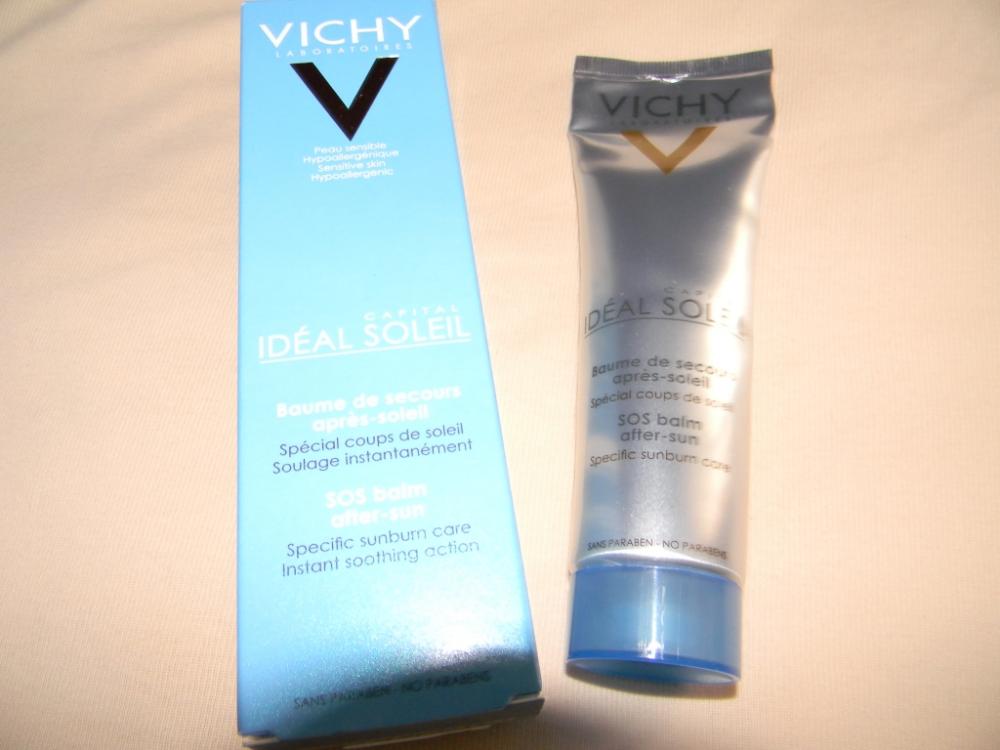 VICHY
LABORATOIRES
Peau sensible
Hypoallergénique
Sensitive skin
Hypoallergenic
CAPITAL
IDÉAL SOLEIL
Baume de secours
après-soleil
Spécial coups de soleil
Soulage instantanément
SOS balm
after-sun
Specific sunburn care
Instant soothing action
SANS PARABEN - NO PARABENS
VICHY
LABORATOIRES
CAPITAL
IDÉAL SOLEIL
Baume de secours
après-soleil
Spécial coups de soleil
SOS balm
after-sun
Specific sunburn care
SANS PARABEN - NO PARABENS